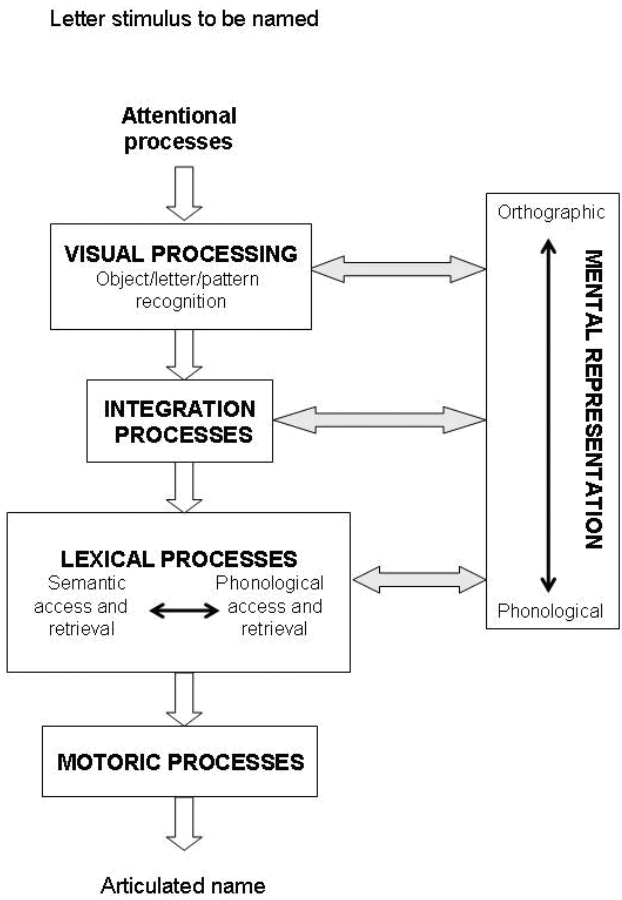 Letter stimulus to be named
Attentional
processes
VISUAL PROCESSING
Object/letter/pattern
recognition
INTEGRATION
PROCESSES
LEXICAL PROCESSES
Semantic
access and
retrieval
Phonological
access and
retrieval
MOTORIC PROCESSES
Articulated name
Orthographic
MENTAL REPRESENTATION
Phonological